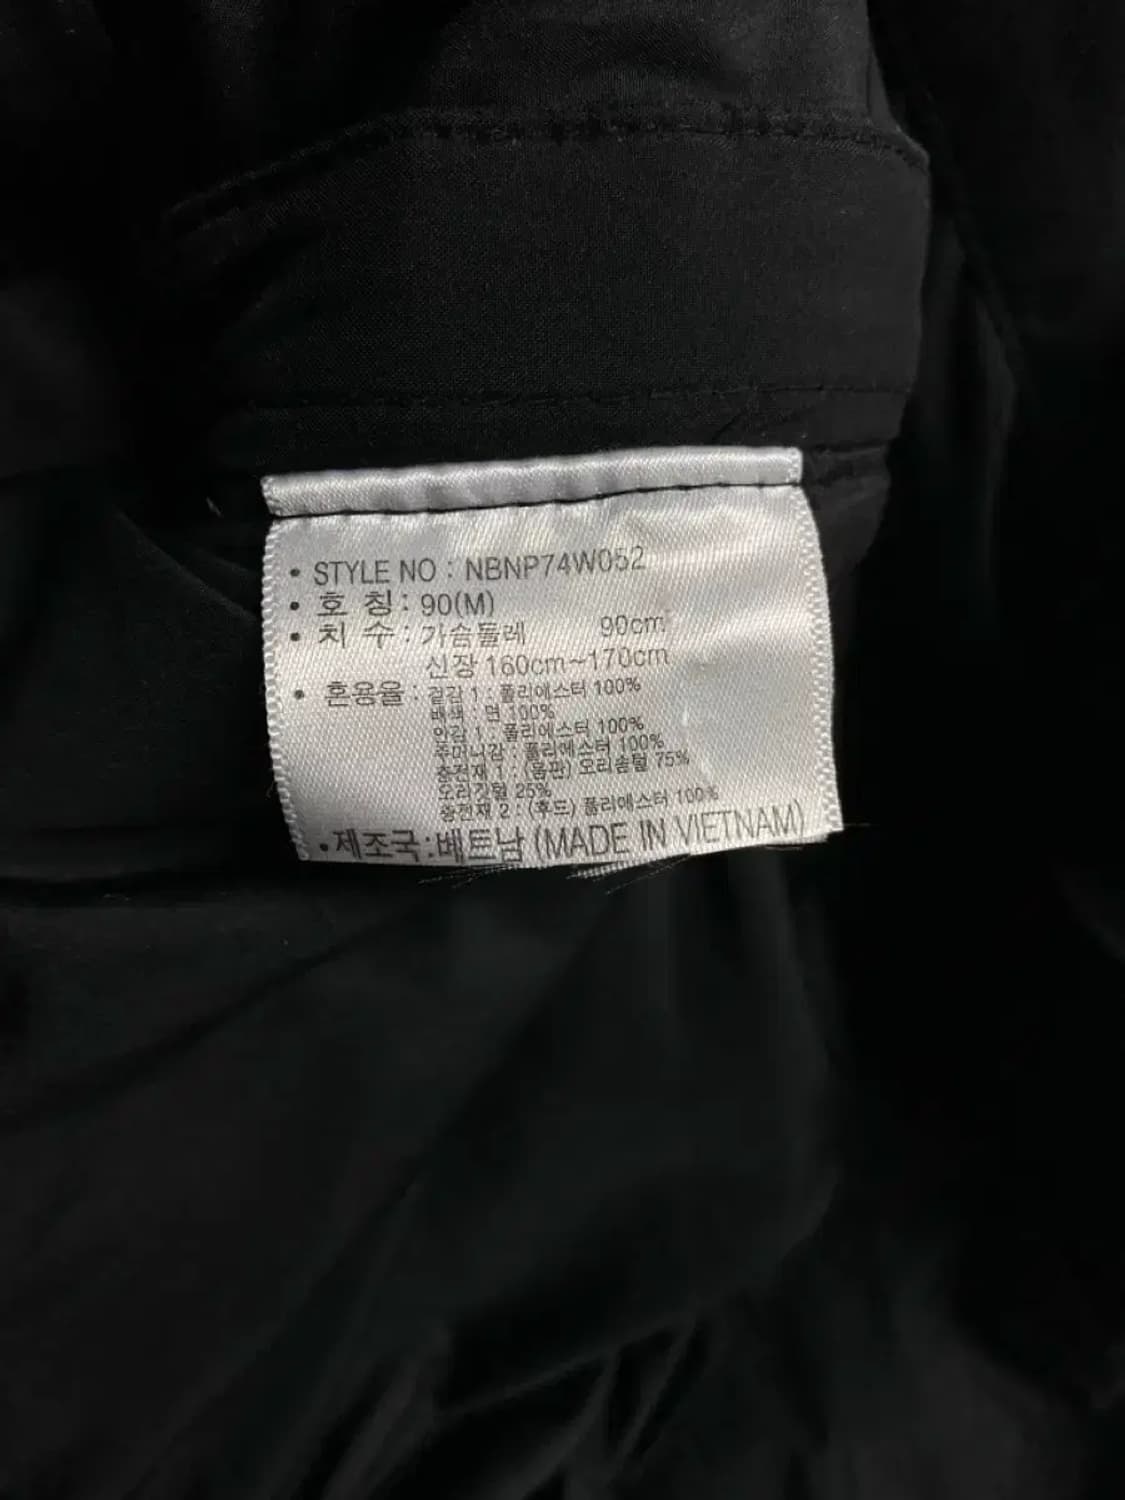 • STYLE NO : NBNP74W052
• 호 칭 : 90(M)
• 치 수 : 가슴둘레 90cm
신장 160cm~170cm
• 혼용율 : 겉감 1 : 폴리에스터 100%
배색 : 면 100%
안감 1 : 폴리에스터 100%
주머니감 : 폴리에스터 100%
충전재 1 : (몸판) 오리솜털 75%
오리깃털 25%
충전재 2 : (후드) 폴리에스터 100%
• 제조국 : 베트남 (MADE IN VIETNAM)